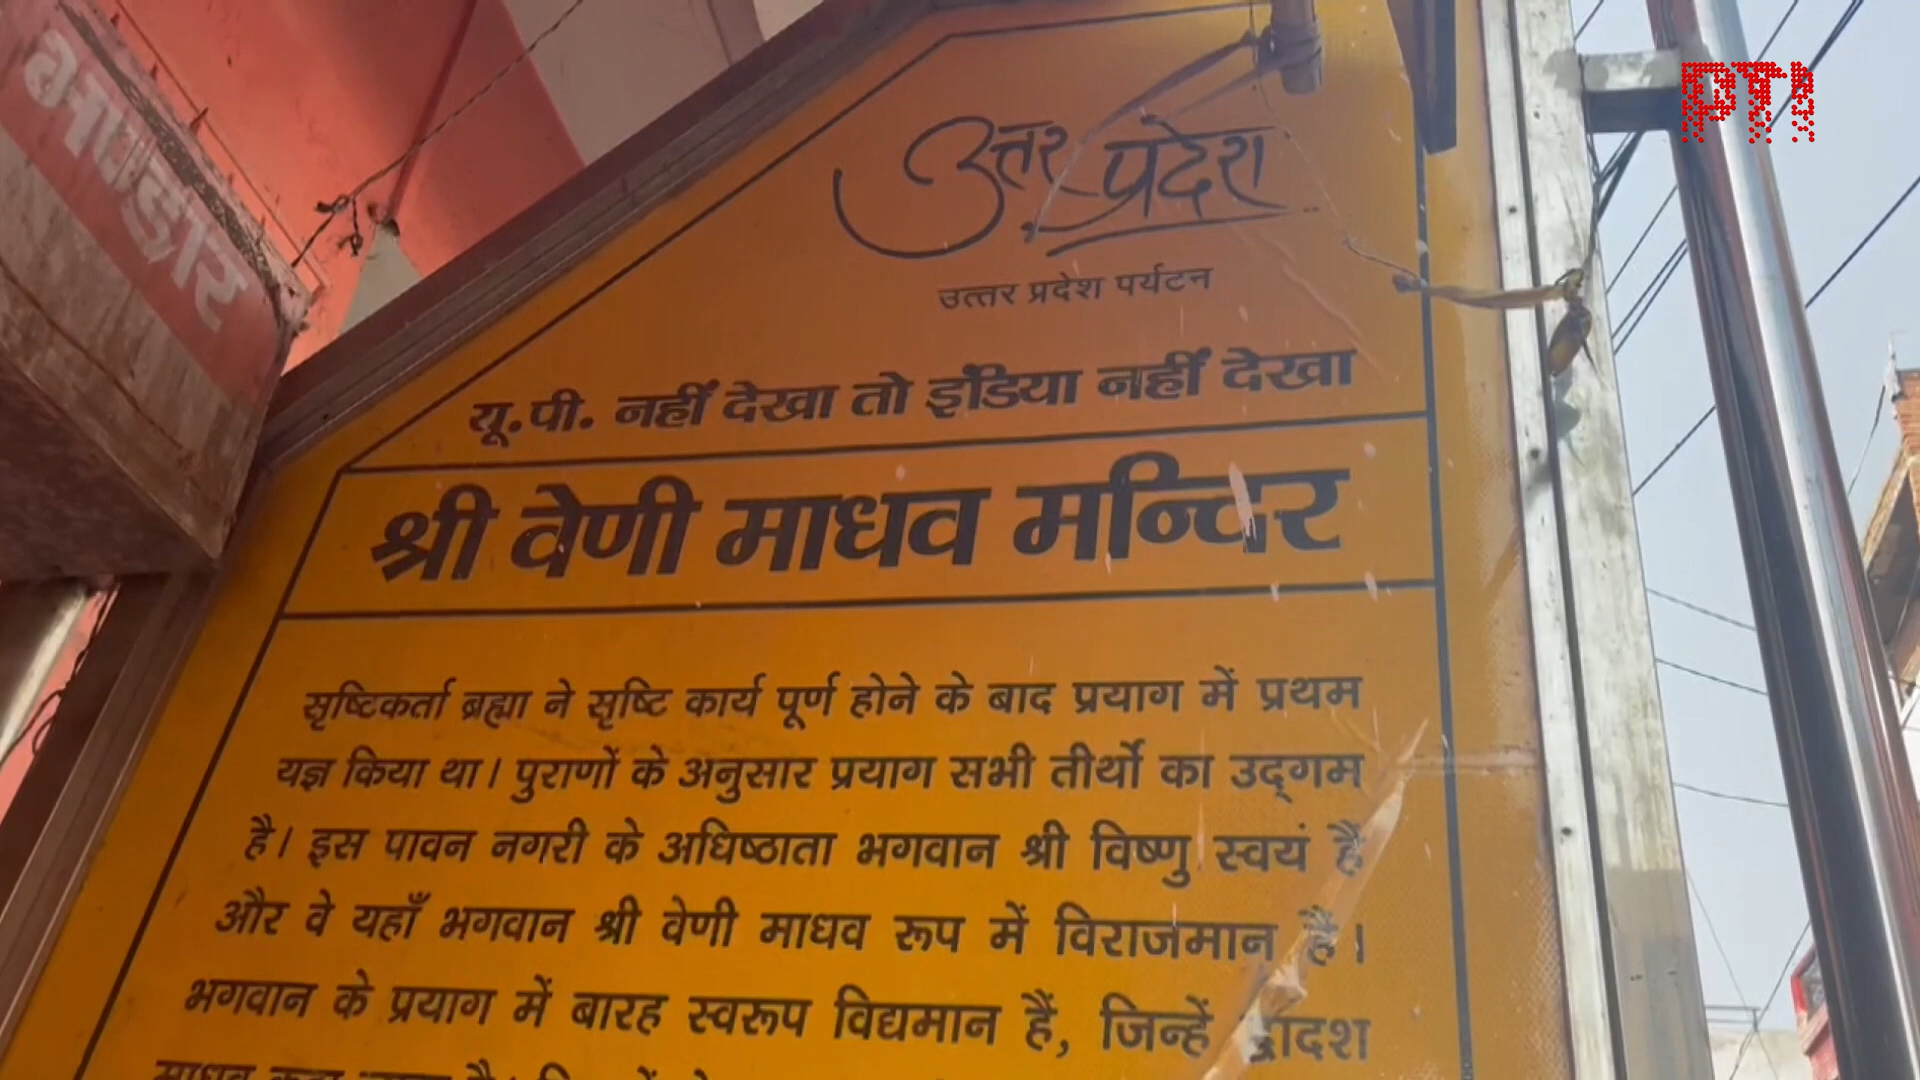 PTI
भण्डार
उत्तर प्रदेश
उत्तर प्रदेश पर्यटन
यू.पी. नहीं देखा तो इंडिया नहीं देखा
श्री वेणी माधव मन्दिर
सृष्टिकर्ता ब्रह्मा ने सृष्टि कार्य पूर्ण होने के बाद प्रयाग में प्रथम
यज्ञ किया था। पुराणों के अनुसार प्रयाग सभी तीर्थो का उद्‌गम
है। इस पावन नगरी के अधिष्ठाता भगवान श्री विष्णु स्वयं हैं
और वे यहाँ भगवान श्री वेणी माधव रूप में विराजमान है।
भगवान के प्रयाग में बारह स्वरूप विद्यमान हैं, जिन्हें द्वादश